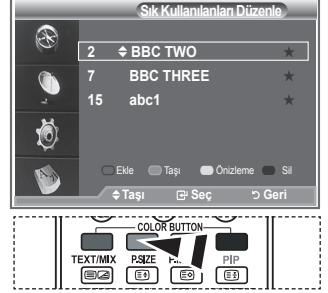 Sık Kullanılanları Düzenle
2 BBC TWO ★
7 BBC THREE ★
15 abc1 ★
Ekle Taşı Önizleme Sil
Taşı Seç Geri
COLOR BUTTON
TEXT/MIX P.SIZE PIP